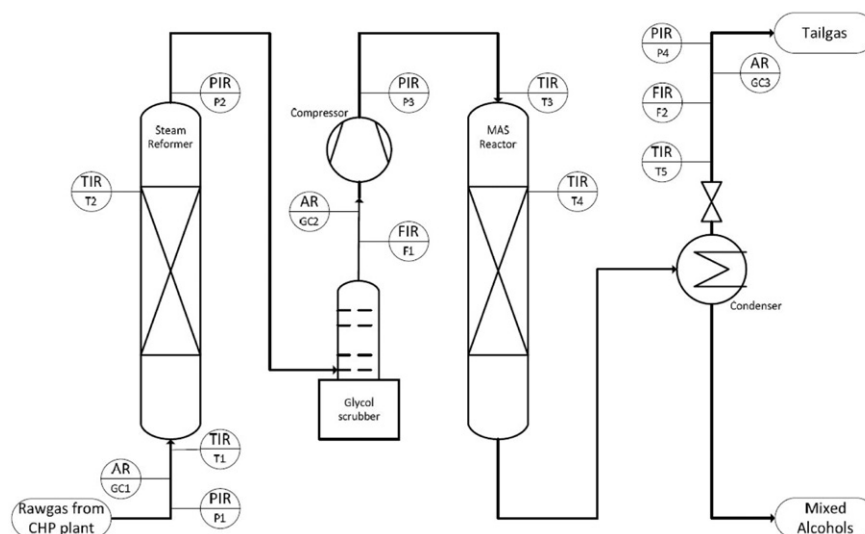 PIR
P2
Steam
Reformer
TIR
T2
TIR
T1
AR
GC1
PIR
P1
Rawgas from
CHP plant
Compressor
PIR
P3
AR
GC2
FIR
F1
Glycol
scrubber
TIR
T3
MAS
Reactor
TIR
T4
PIR
P4
Tailgas
AR
GC3
FIR
F2
TIR
T5
Condenser
Mixed
Alcohols